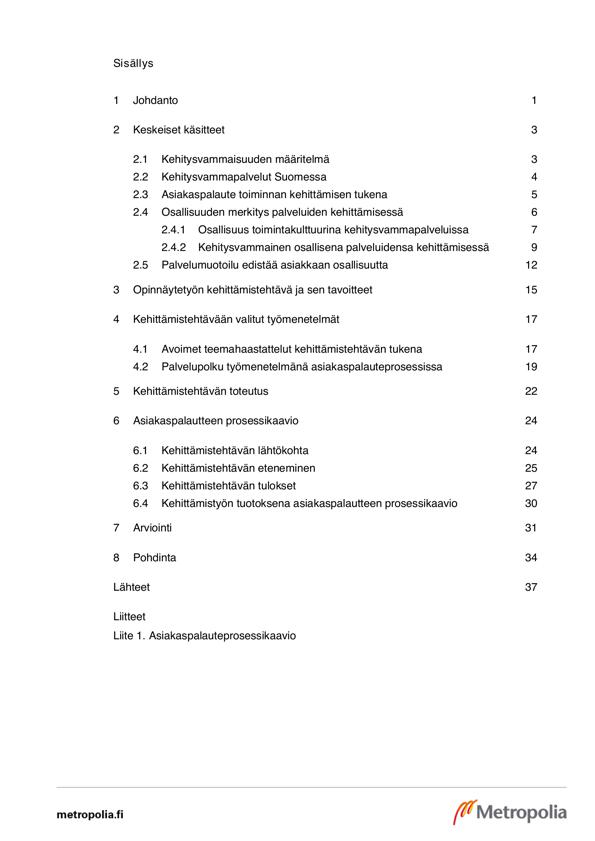 Sisällys
1 Johdanto 1
2 Keskeiset käsitteet 3
2.1 Kehitysvammaisuuden määritelmä 3
2.2 Kehitysvammapalvelut Suomessa 4
2.3 Asiakaspalaute toiminnan kehittämisen tukena 5
2.4 Osallisuuden merkitys palveluiden kehittämisessä 6
2.4.1 Osallisuus toimintakulttuurina kehitysvammapalveluissa 7
2.4.2 Kehitysvammainen osallisena palveluidensa kehittämisessä 9
2.5 Palvelumuotoilu edistää asiakkaan osallisuutta 12
3 Opinnäytetyön kehittämistehtävä ja sen tavoitteet 15
4 Kehittämistehtävään valitut työmenetelmät 17
4.1 Avoimet teemahaastattelut kehittämistehtävän tukena 17
4.2 Palvelupolku työmenetelmänä asiakaspalauteprosessissa 19
5 Kehittämistehtävän toteutus 22
6 Asiakaspalautteen prosessikaavio 24
6.1 Kehittämistehtävän lähtökohta 24
6.2 Kehittämistehtävän eteneminen 25
6.3 Kehittämistehtävän tulokset 27
6.4 Kehittämistyön tuotoksena asiakaspalautteen prosessikaavio 30
7 Arviointi 31
8 Pohdinta 34
Lähteet 37
Liitteet
Liite 1. Asiakaspalauteprosessikaavio
metropolia.fi Metropolia